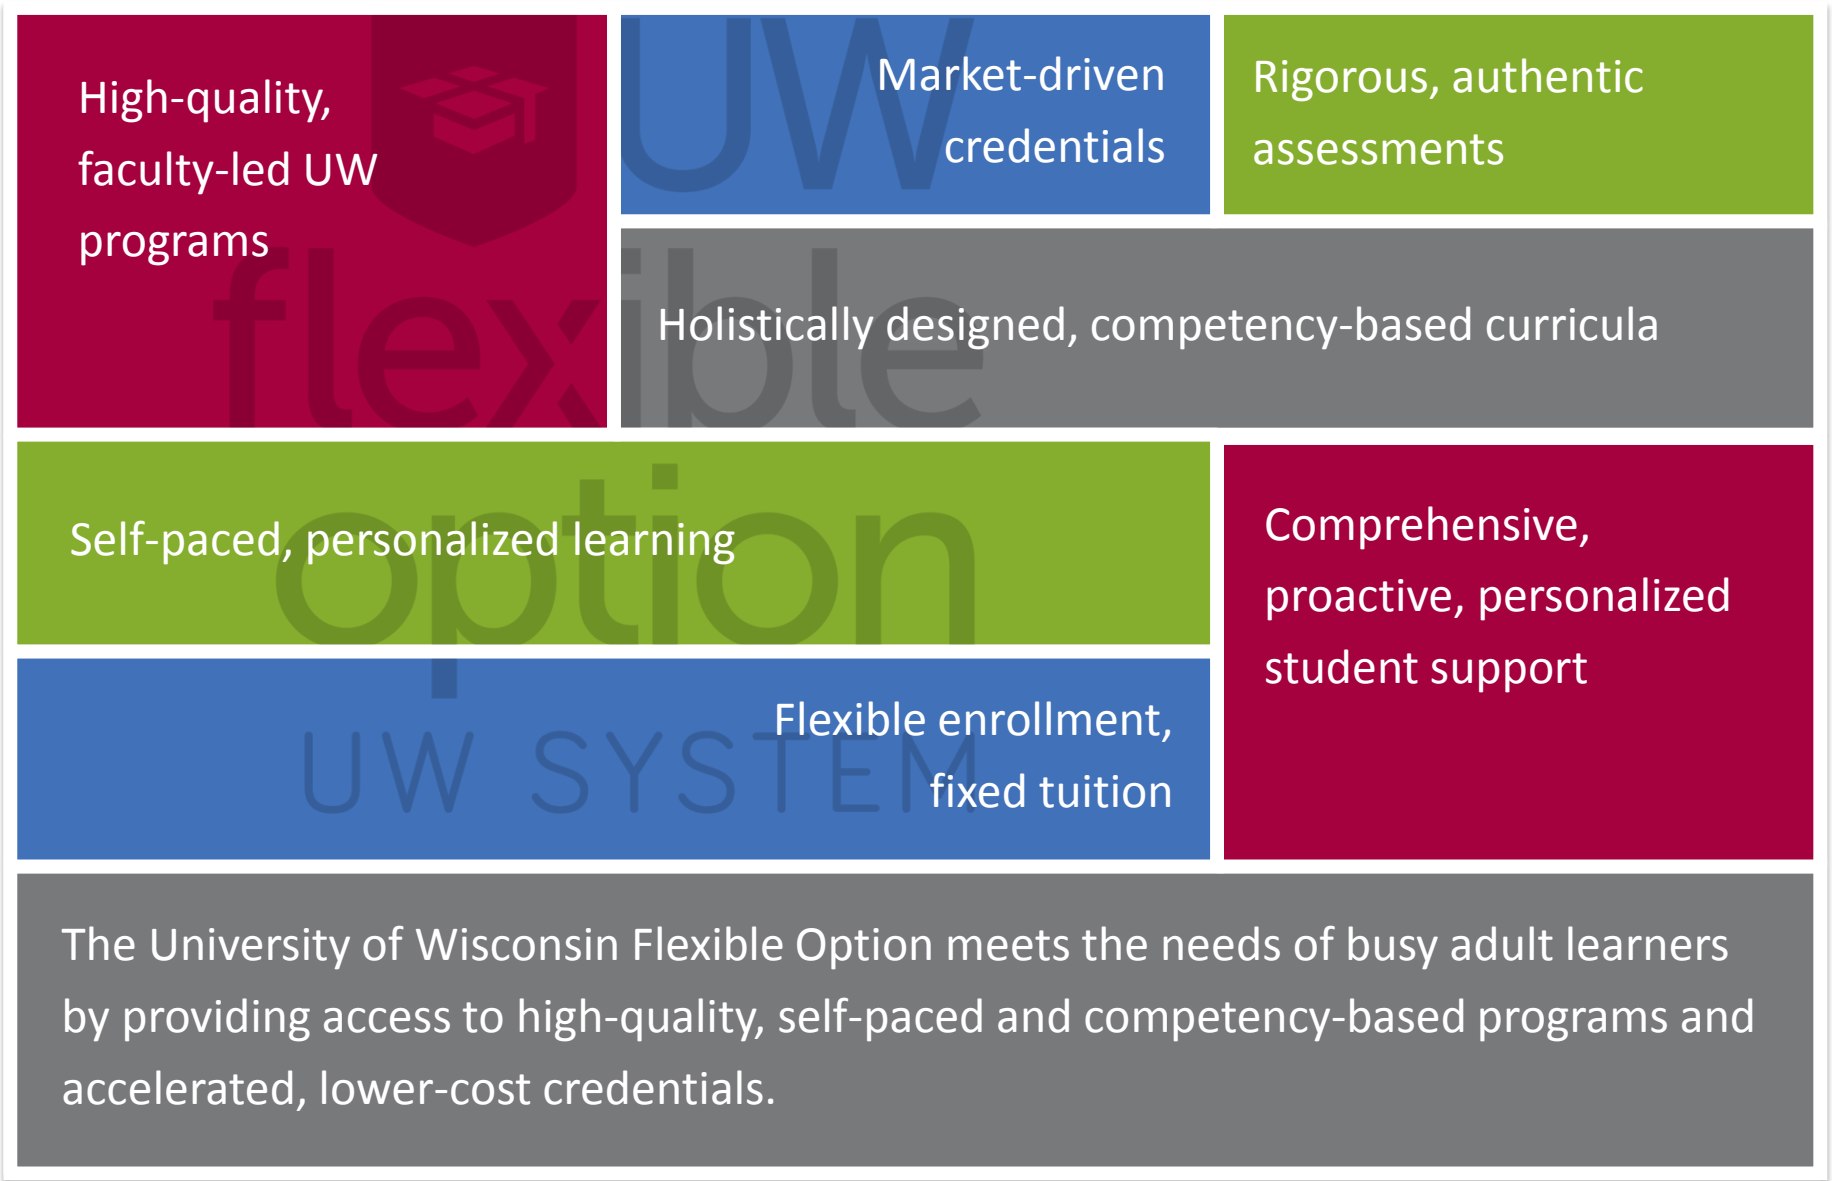 High-quality,
faculty-led UW
programs
Market-driven
credentials
Rigorous, authentic
assessments
Holistically designed, competency-based curricula
Self-paced, personalized learning
Comprehensive,
proactive, personalized
student support
Flexible enrollment,
fixed tuition
The University of Wisconsin Flexible Option meets the needs of busy adult learners
by providing access to high-quality, self-paced and competency-based programs and
accelerated, lower-cost credentials.
UW
flexible
option
UW SYSTEM